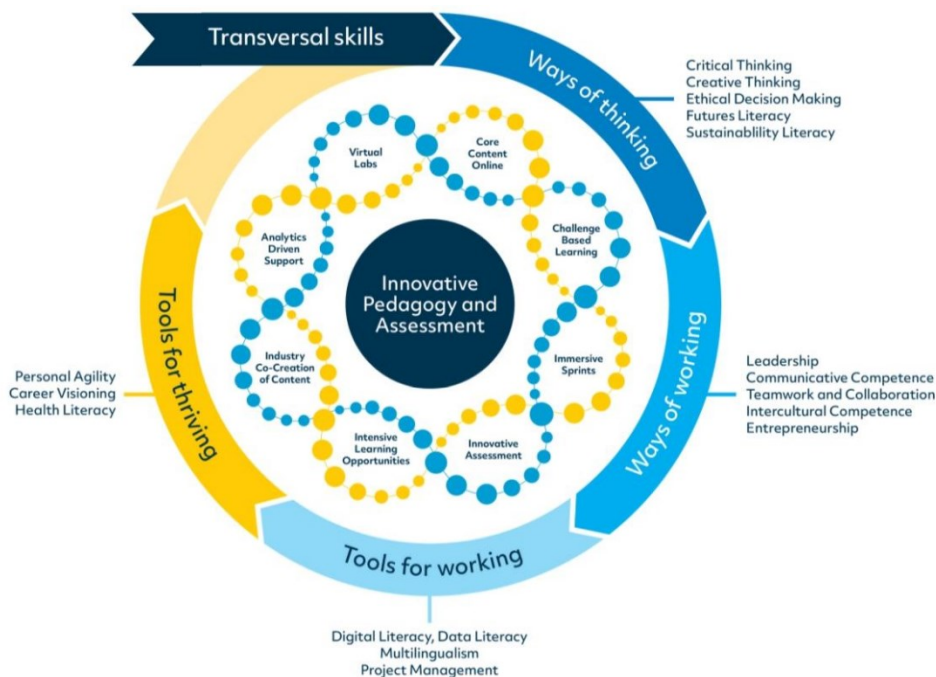 Transversal skills
Ways of thinking
Critical Thinking
Creative Thinking
Ethical Decision Making
Futures Literacy
Sustainablility Literacy
Virtual
Labs
Core
Content
Online
Analytics
Driven
Support
Challenge
Based
Learning
Innovative
Pedagogy and
Assessment
Industry
Co-Creation
of Content
Immersive
Sprints
Intensive
Learning
Opportunities
Innovative
Assessment
Ways of working
Leadership
Communicative Competence
Teamwork and Collaboration
Intercultural Competence
Entrepreneurship
Tools for thriving
Personal Agility
Career Visioning
Health Literacy
Tools for working
Digital Literacy, Data Literacy
Multilingualism
Project Management